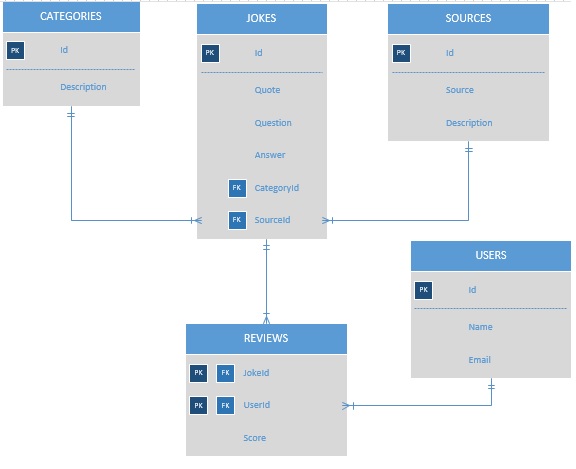 CATEGORIES
PK Id
Description
JOKES
PK Id
Quote
Question
Answer
FK CategoryId
FK SourceId
SOURCES
PK Id
Source
Description
USERS
PK Id
Name
Email
REVIEWS
PK FK JokeId
PK FK UserId
Score